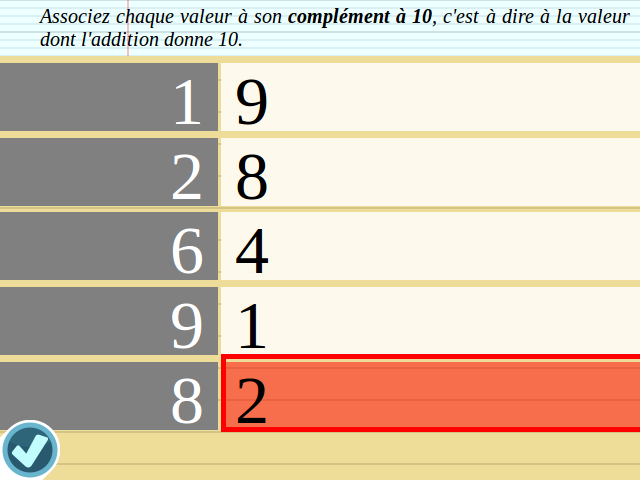 Associez chaque valeur à son complément à 10, c'est à dire à la valeur
dont l'addition donne 10.
1 9
2 8
6 4
9 1
8 2